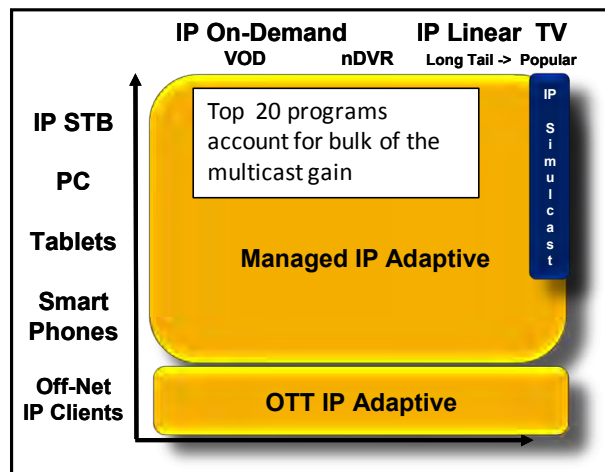 IP On-Demand IP Linear TV
VOD nDVR Long Tail -> Popular
IP STB
PC
Tablets
Smart
Phones
Off-Net
IP Clients
Top 20 programs
account for bulk of the
multicast gain
IP Simulcast
Managed IP Adaptive
OTT IP Adaptive